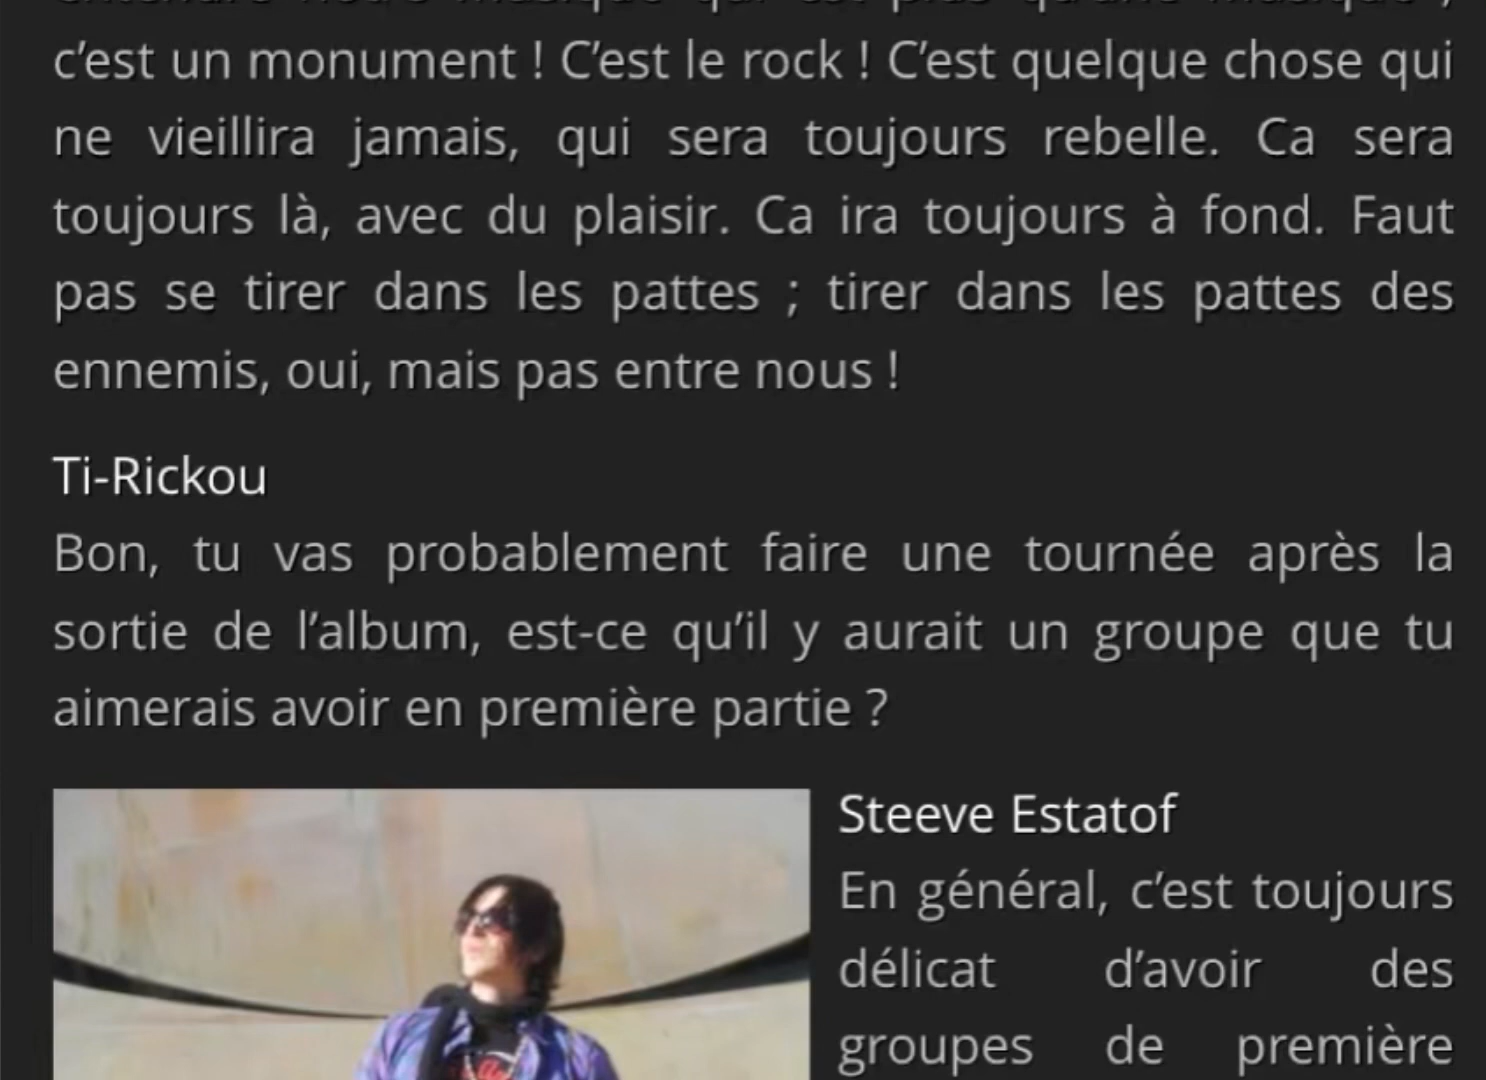 c’est un monument ! C’est le rock ! C’est quelque chose qui
ne vieillira jamais, qui sera toujours rebelle. Ca sera
toujours là, avec du plaisir. Ca ira toujours à fond. Faut
pas se tirer dans les pattes ; tirer dans les pattes des
ennemis, oui, mais pas entre nous !
Ti-Rickou
Bon, tu vas probablement faire une tournée après la
sortie de l’album, est-ce qu’il y aurait un groupe que tu
aimerais avoir en première partie ?
Steeve Estatof
En général, c’est toujours
délicat d’avoir des
groupes de première